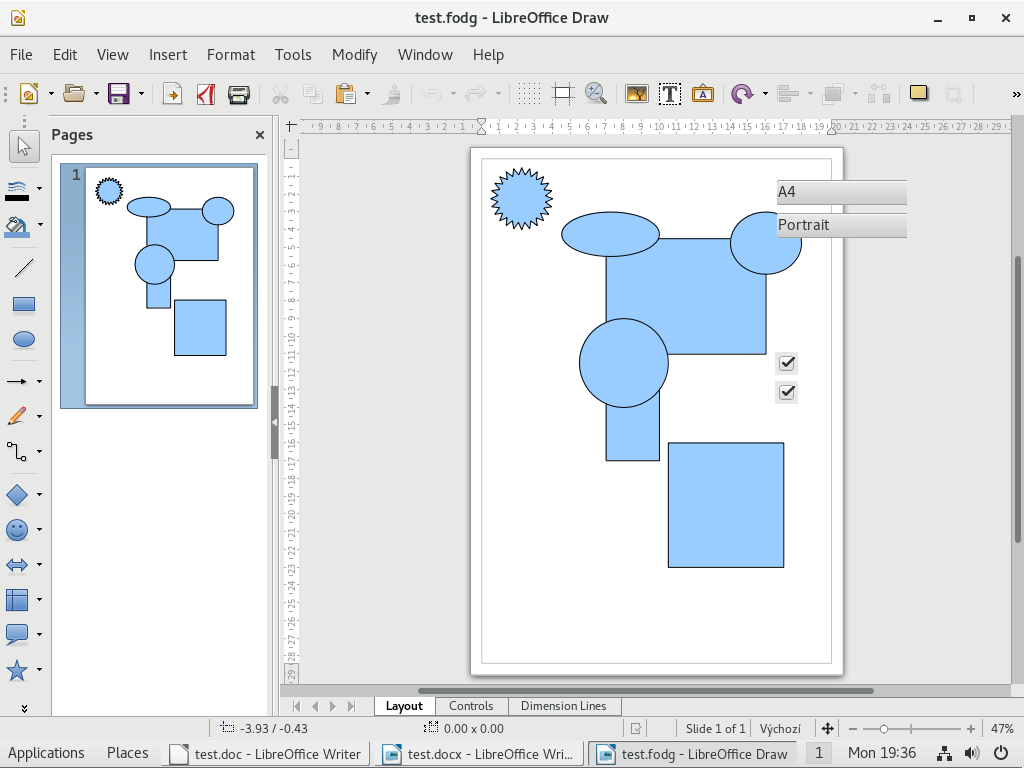 test.fodg - LibreOffice Draw
File Edit View Insert Format Tools Modify Window Help
Pages
1
A4
Portrait
Layout Controls Dimension Lines
-3.93 / -0.43 0.00 x 0.00 Slide 1 of 1 Výchozí 47%
Applications Places test.doc - LibreOffice Writer test.docx - LibreOffice Wri... test.fodg - LibreOffice Draw 1 Mon 19:36